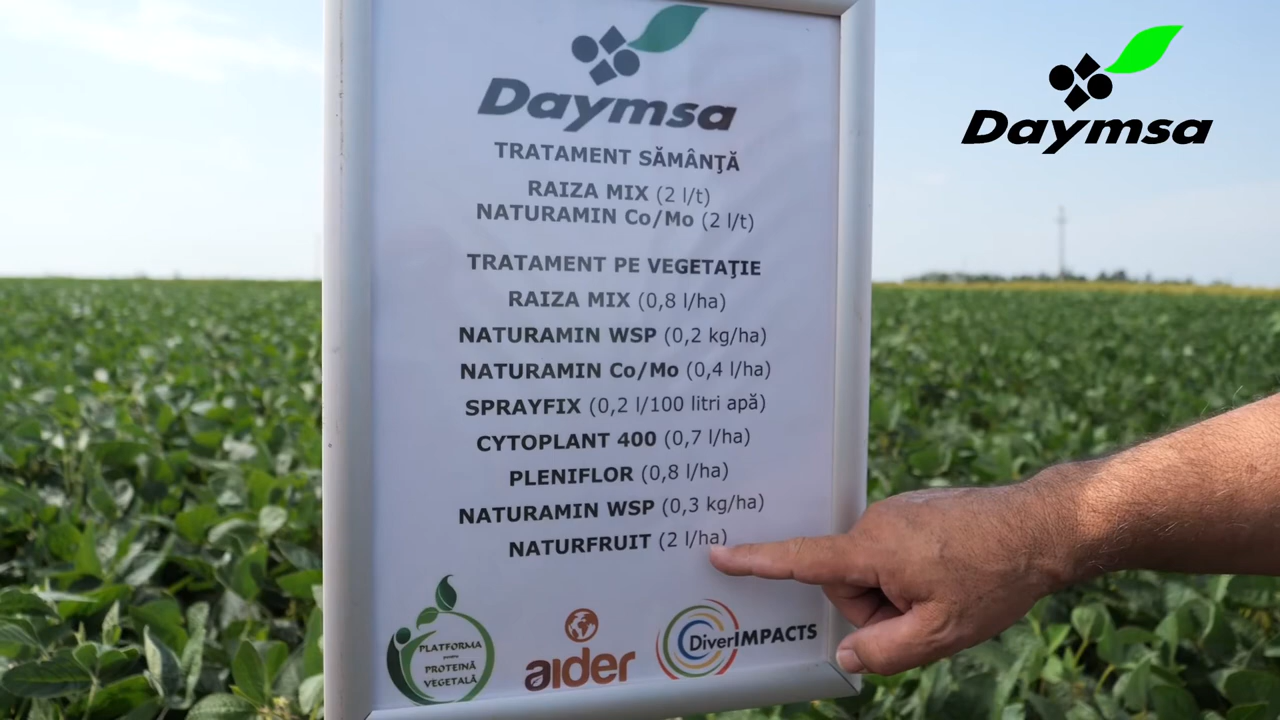 Daymsa
TRATAMENT SĂMÂNŢĂ
RAIZA MIX (2 l/t)
NATURAMIN Co/Mo (2 l/t)
TRATAMENT PE VEGETAŢIE
RAIZA MIX (0,8 l/ha)
NATURAMIN WSP (0,2 kg/ha)
NATURAMIN Co/Mo (0,4 l/ha)
SPRAYFIX (0,2 l/100 litri apă)
CYTOPLANT 400 (0,7 l/ha)
PLENIFLOR (0,8 l/ha)
NATURAMIN WSP (0,3 kg/ha)
NATURFRUIT (2 l/ha)
PLATFORMA
pentru
PROTEINĂ
VEGETALĂ
aider
DiverIMPACTS
Daymsa